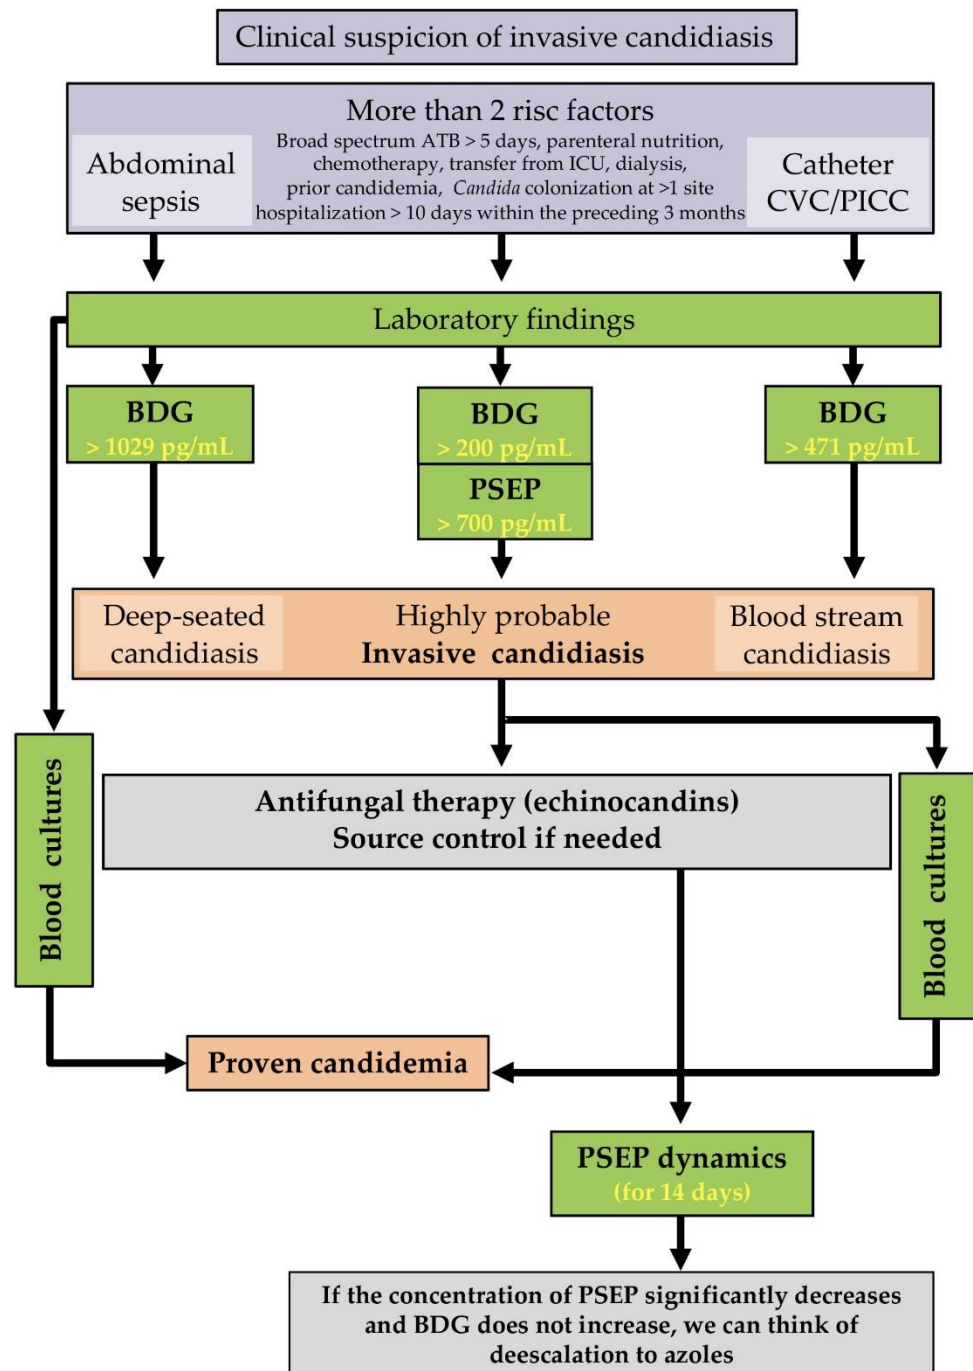 Clinical suspicion of invasive candidiasis
More than 2 risc factors
Broad spectrum ATB > 5 days, parenteral nutrition,
chemotherapy, transfer from ICU, dialysis,
prior candidemia, Candida colonization at >1 site
hospitalization > 10 days within the preceding 3 months
Abdominal
sepsis
Catheter
CVC/PICC
Laboratory findings
BDG
> 1029 pg/mL
BDG
> 200 pg/mL
PSEP
> 700 pg/mL
BDG
> 471 pg/mL
Deep-seated
candidiasis
Highly probable
Invasive candidiasis
Blood stream
candidiasis
Blood cultures
Antifungal therapy (echinocandins)
Source control if needed
Blood cultures
Proven candidemia
PSEP dynamics
(for 14 days)
If the concentration of PSEP significantly decreases
and BDG does not increase, we can think of
deescalation to azoles